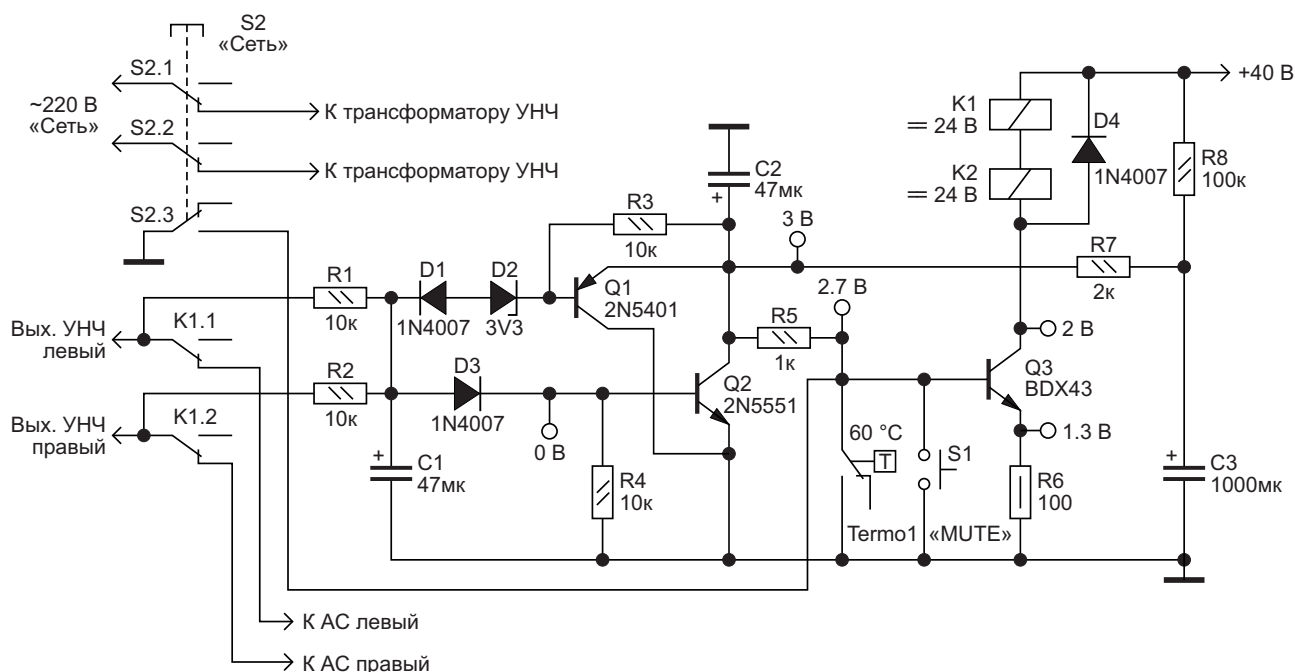 S2
«Сеть»
S2.1
~220 В
«Сеть»
К трансформатору УНЧ
S2.2
К трансформатору УНЧ
S2.3
+40 В
K1
= 24 В
D4
K2
= 24 В
1N4007
R8
100к
C2
47мк
+
R3
10к
3 В
R7
2к
R1
10к
D1
1N4007
D2
3V3
Q1
2N5401
2.7 В
Вых. УНЧ
левый
K1.1
R5
1к
2 В
R2
10к
D3
1N4007
Q2
2N5551
Q3
BDX43
Вых. УНЧ
правый
K1.2
0 В
60 °C
T
S1
1.3 В
+
C1
47мк
R4
10к
R6
100
+
C3
1000мк
Termo1
«MUTE»
К АС левый
К АС правый